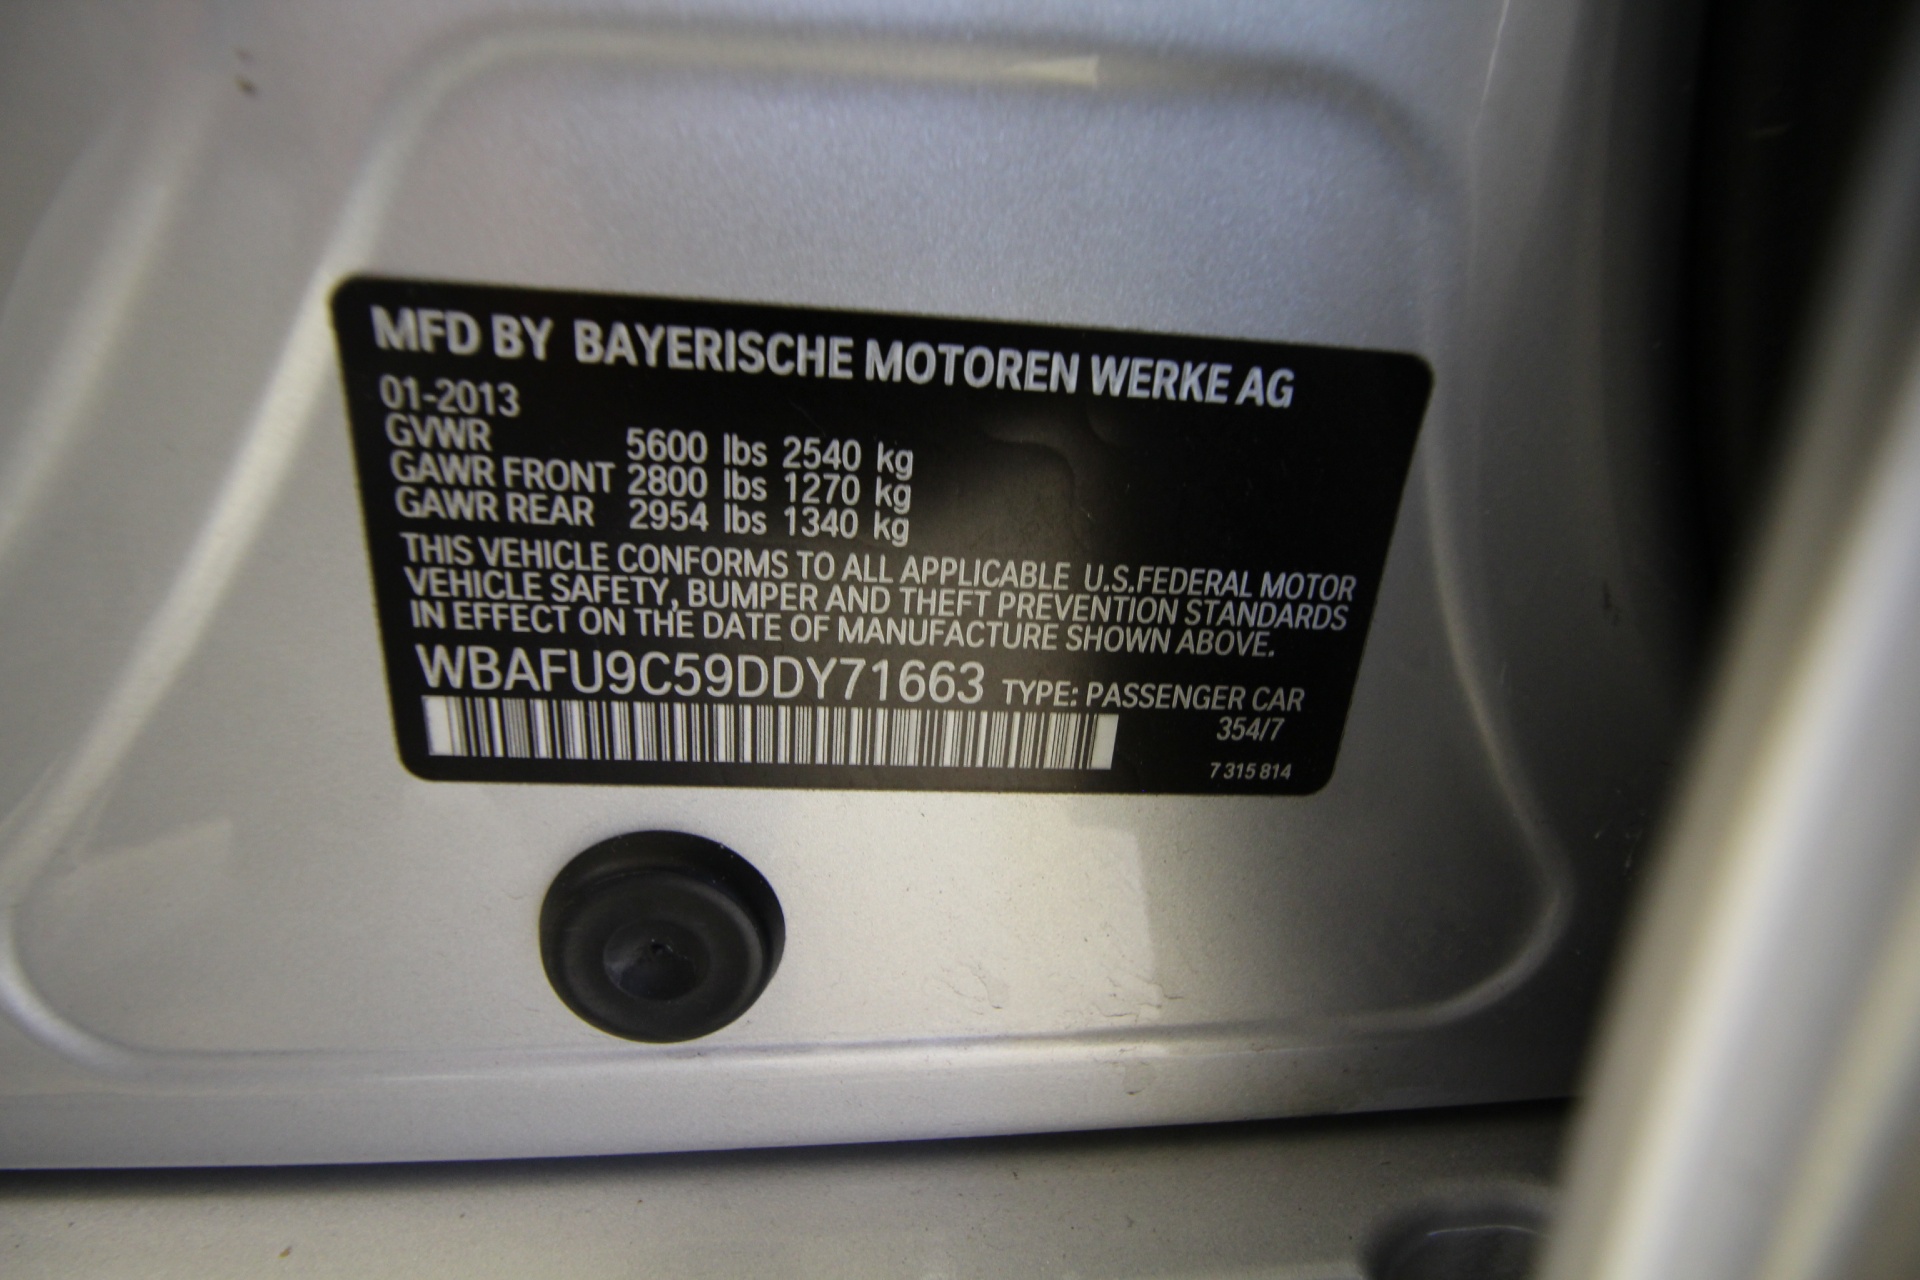 MFD BY BAYERISCHE MOTOREN WERKE AG
01-2013
GVWR 5600 lbs 2540 kg
GAWR FRONT 2800 lbs 1270 kg
GAWR REAR 2954 lbs 1340 kg
THIS VEHICLE CONFORMS TO ALL APPLICABLE U.S.FEDERAL MOTOR
VEHICLE SAFETY, BUMPER AND THEFT PREVENTION STANDARDS
IN EFFECT ON THE DATE OF MANUFACTURE SHOWN ABOVE.
WBAFU9C59DDY71663 TYPE: PASSENGER CAR
354/7
7 315 814